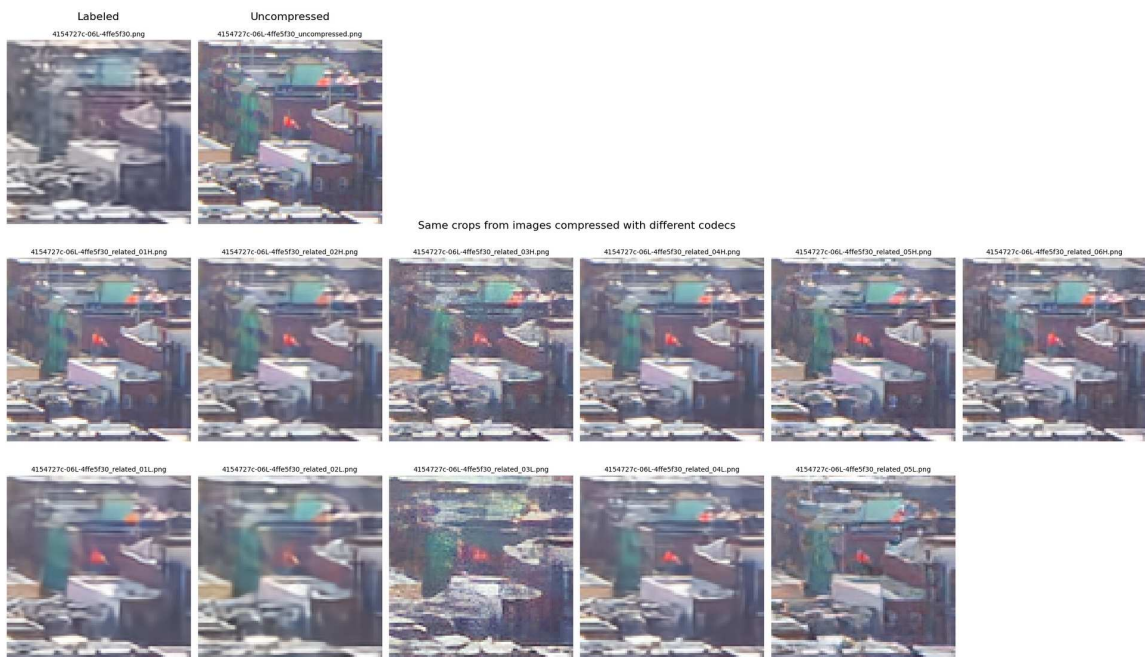 Labeled
Uncompressed
4154727c-06L-4ffe5f30.png
4154727c-06L-4ffe5f30_uncompressed.png
Same crops from images compressed with different codecs
4154727c-06L-4ffe5f30_related_01H.png
4154727c-06L-4ffe5f30_related_02H.png
4154727c-06L-4ffe5f30_related_03H.png
4154727c-06L-4ffe5f30_related_04H.png
4154727c-06L-4ffe5f30_related_05H.png
4154727c-06L-4ffe5f30_related_06H.png
4154727c-06L-4ffe5f30_related_01L.png
4154727c-06L-4ffe5f30_related_02L.png
4154727c-06L-4ffe5f30_related_03L.png
4154727c-06L-4ffe5f30_related_04L.png
4154727c-06L-4ffe5f30_related_05L.png